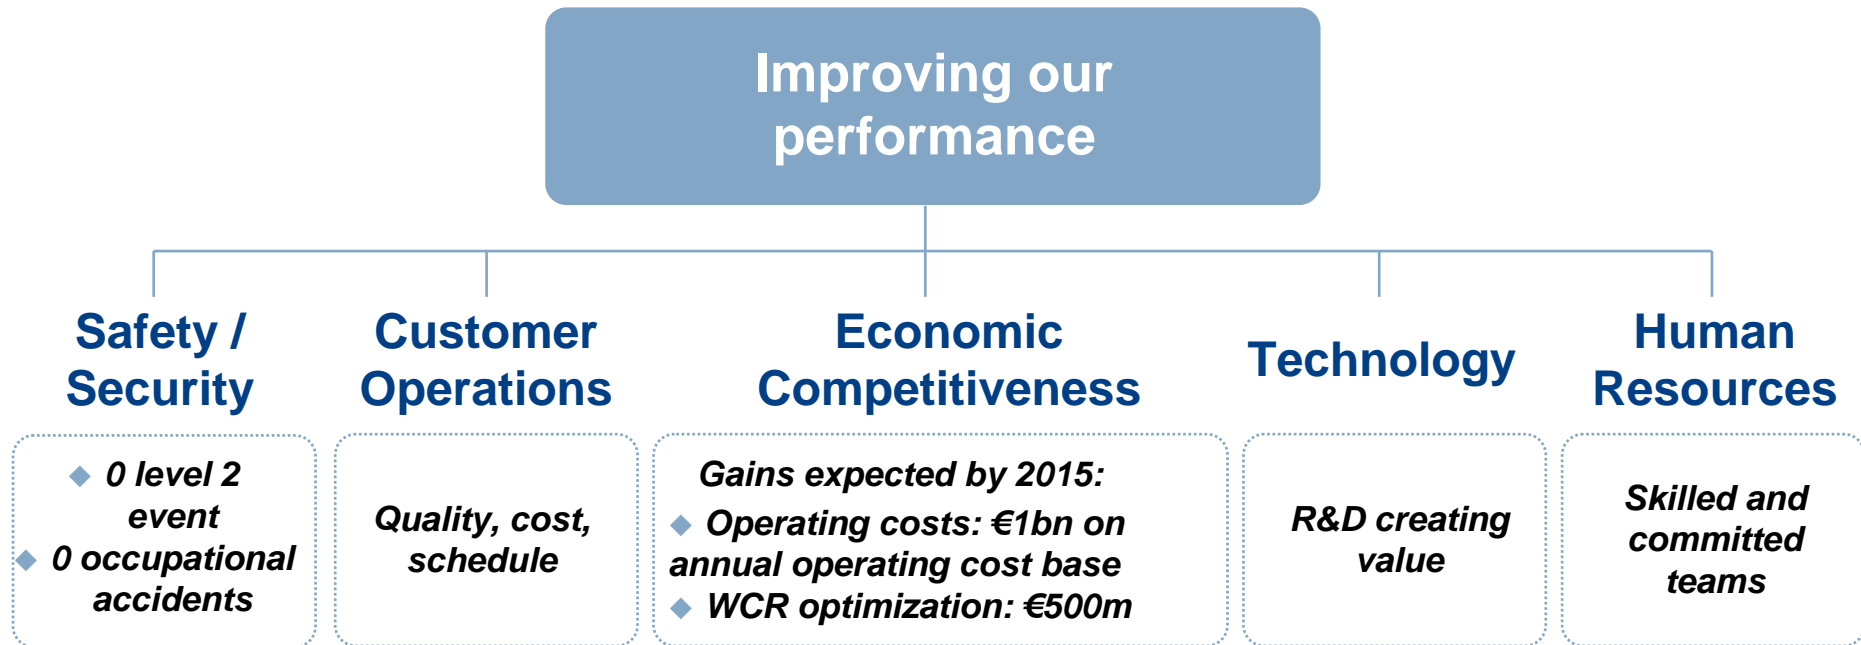 Improving our
performance
Safety /
Security
Customer
Operations
Economic
Competitiveness
Technology
Human
Resources
◆ 0 level 2
event
◆ 0 occupational
accidents
Quality, cost,
schedule
Gains expected by 2015:
◆ Operating costs: €1bn on
annual operating cost base
◆ WCR optimization: €500m
R&D creating
value
Skilled and
committed
teams